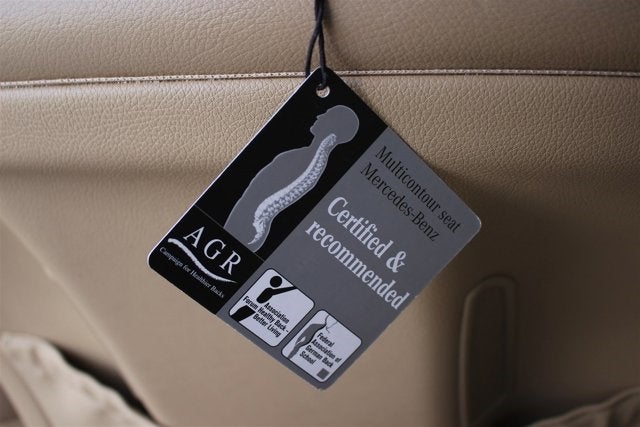 Multicontour seat
Mercedes-Benz
Certified &
recommended
AGR
Campaign for Healthier Backs
Association
Forum Healthy Back -
Better Living
Federal
Association of
German Back
School